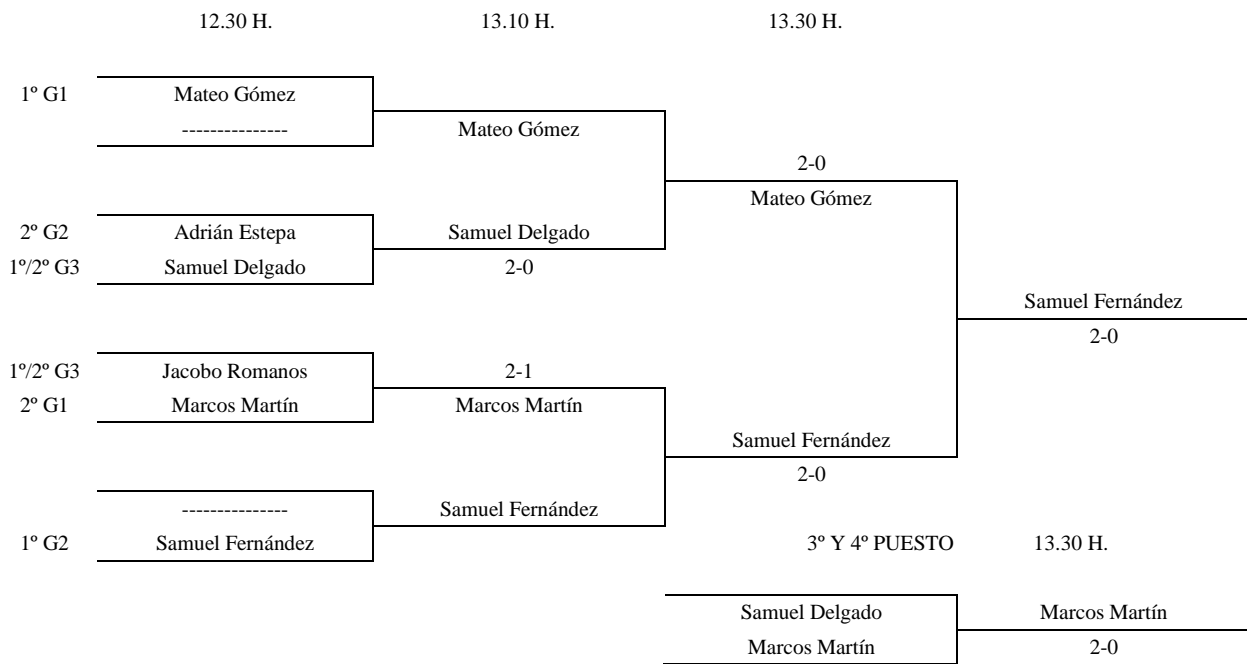 12.30 H. 13.10 H. 13.30 H.
1º G1 Mateo Gómez
--------------- Mateo Gómez
2-0
Mateo Gómez
2º G2 Adrián Estepa Samuel Delgado
1º/2º G3 Samuel Delgado 2-0
Samuel Fernández
2-0
1º/2º G3 Jacobo Romanos 2-1
2º G1 Marcos Martín Marcos Martín
Samuel Fernández
2-0
--------------- Samuel Fernández
1º G2 Samuel Fernández 3º Y 4º PUESTO 13.30 H.
Samuel Delgado Marcos Martín
Marcos Martín 2-0